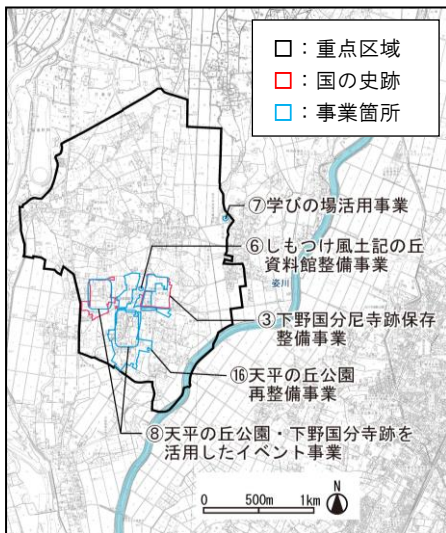 □：重点区域
□：国の史跡
□：事業箇所
⑦学びの場活用事業
⑥しもつけ風土記の丘
資料館整備事業
姿川
③下野国分尼寺跡保存
整備事業
⑯天平の丘公園
再整備事業
⑧天平の丘公園・下野国分寺跡を
活用したイベント事業
0 500m 1km
N